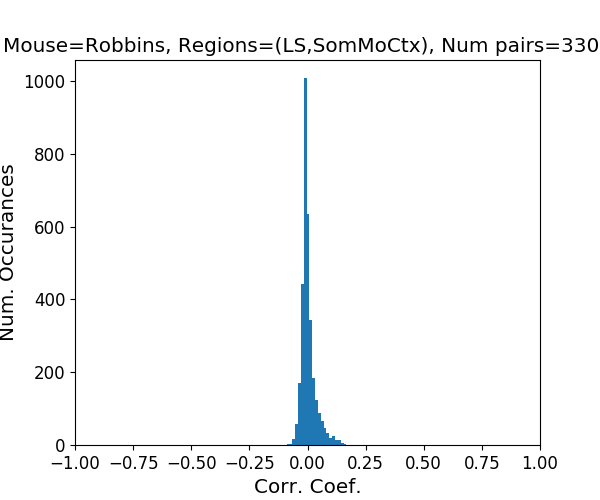 Mouse=Robbins, Regions=(LS,SomMoCtx), Num pairs=330
1000
800
600
400
200
0
Num. Occurances
−1.00 −0.75 −0.50 −0.25 0.00 0.25 0.50 0.75 1.00
Corr. Coef.